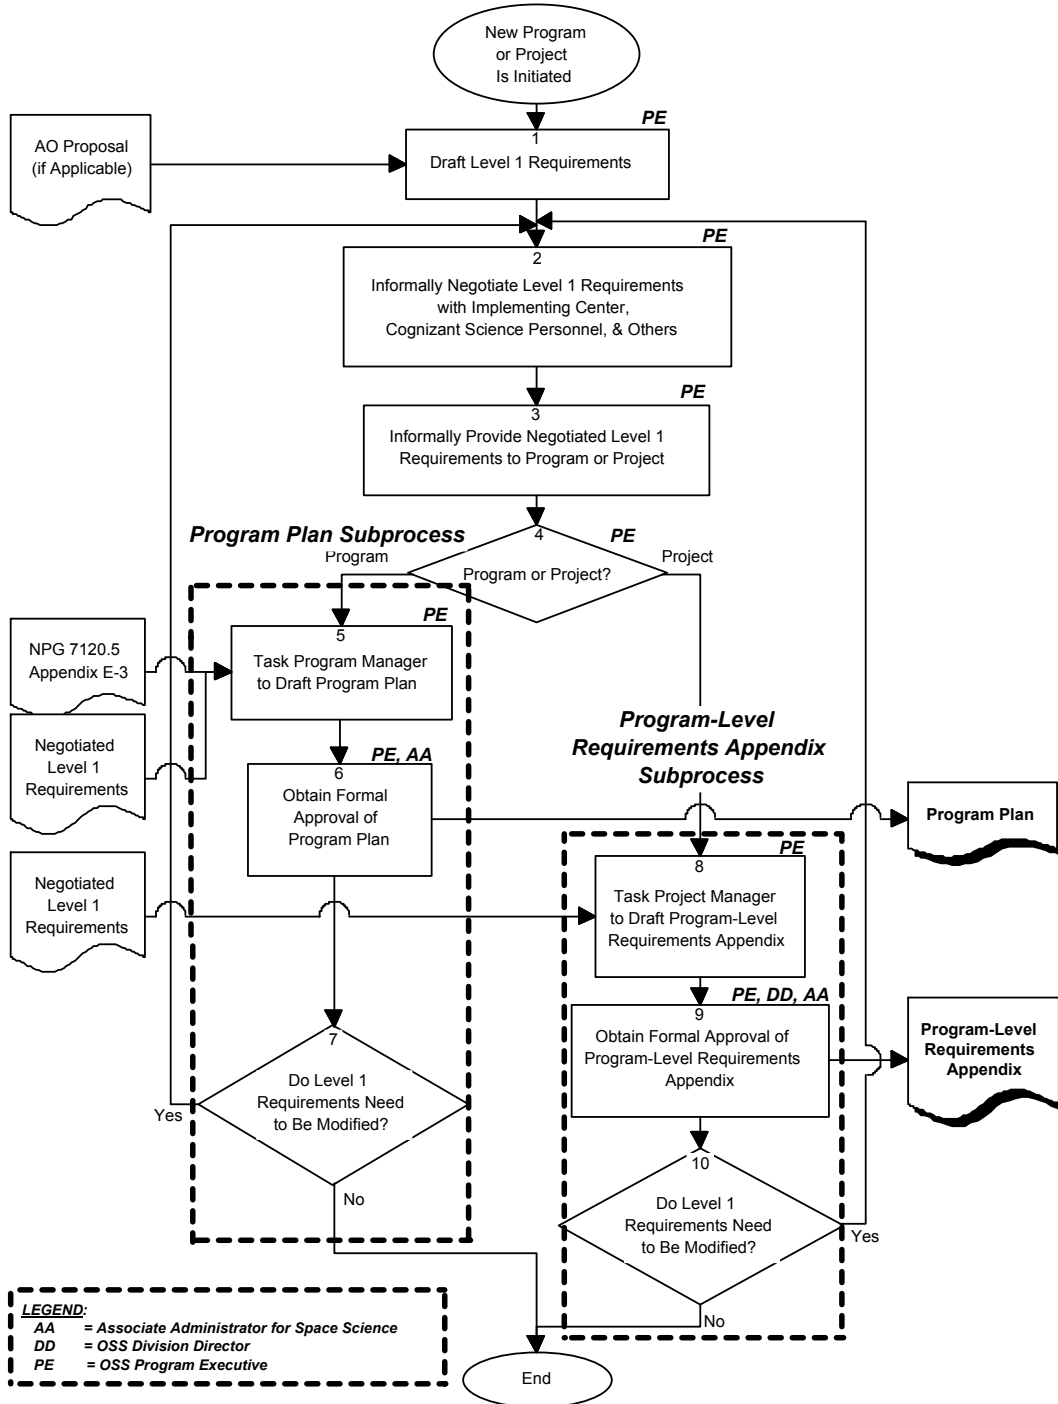 New Program
or Project
Is Initiated
PE
1
Draft Level 1 Requirements
AO Proposal
(if Applicable)
PE
2
Informally Negotiate Level 1 Requirements
with Implementing Center,
Cognizant Science Personnel, & Others
PE
3
Informally Provide Negotiated Level 1
Requirements to Program or Project
Program Plan Subprocess
4
PE
Program or Project?
Program
Project
PE
5
Task Program Manager
to Draft Program Plan
NPG 7120.5
Appendix E-3
Negotiated
Level 1
Requirements
PE, AA
6
Obtain Formal
Approval of
Program Plan
Program-Level
Requirements Appendix
Subprocess
Program Plan
Negotiated
Level 1
Requirements
PE
8
Task Project Manager
to Draft Program-Level
Requirements Appendix
PE, DD, AA
9
Obtain Formal Approval of
Program-Level Requirements
Appendix
Program-Level
Requirements
Appendix
7
Do Level 1
Requirements Need
to Be Modified?
Yes
No
10
Do Level 1
Requirements Need
to Be Modified?
Yes
No
LEGEND:
AA = Associate Administrator for Space Science
DD = OSS Division Director
PE = OSS Program Executive
End